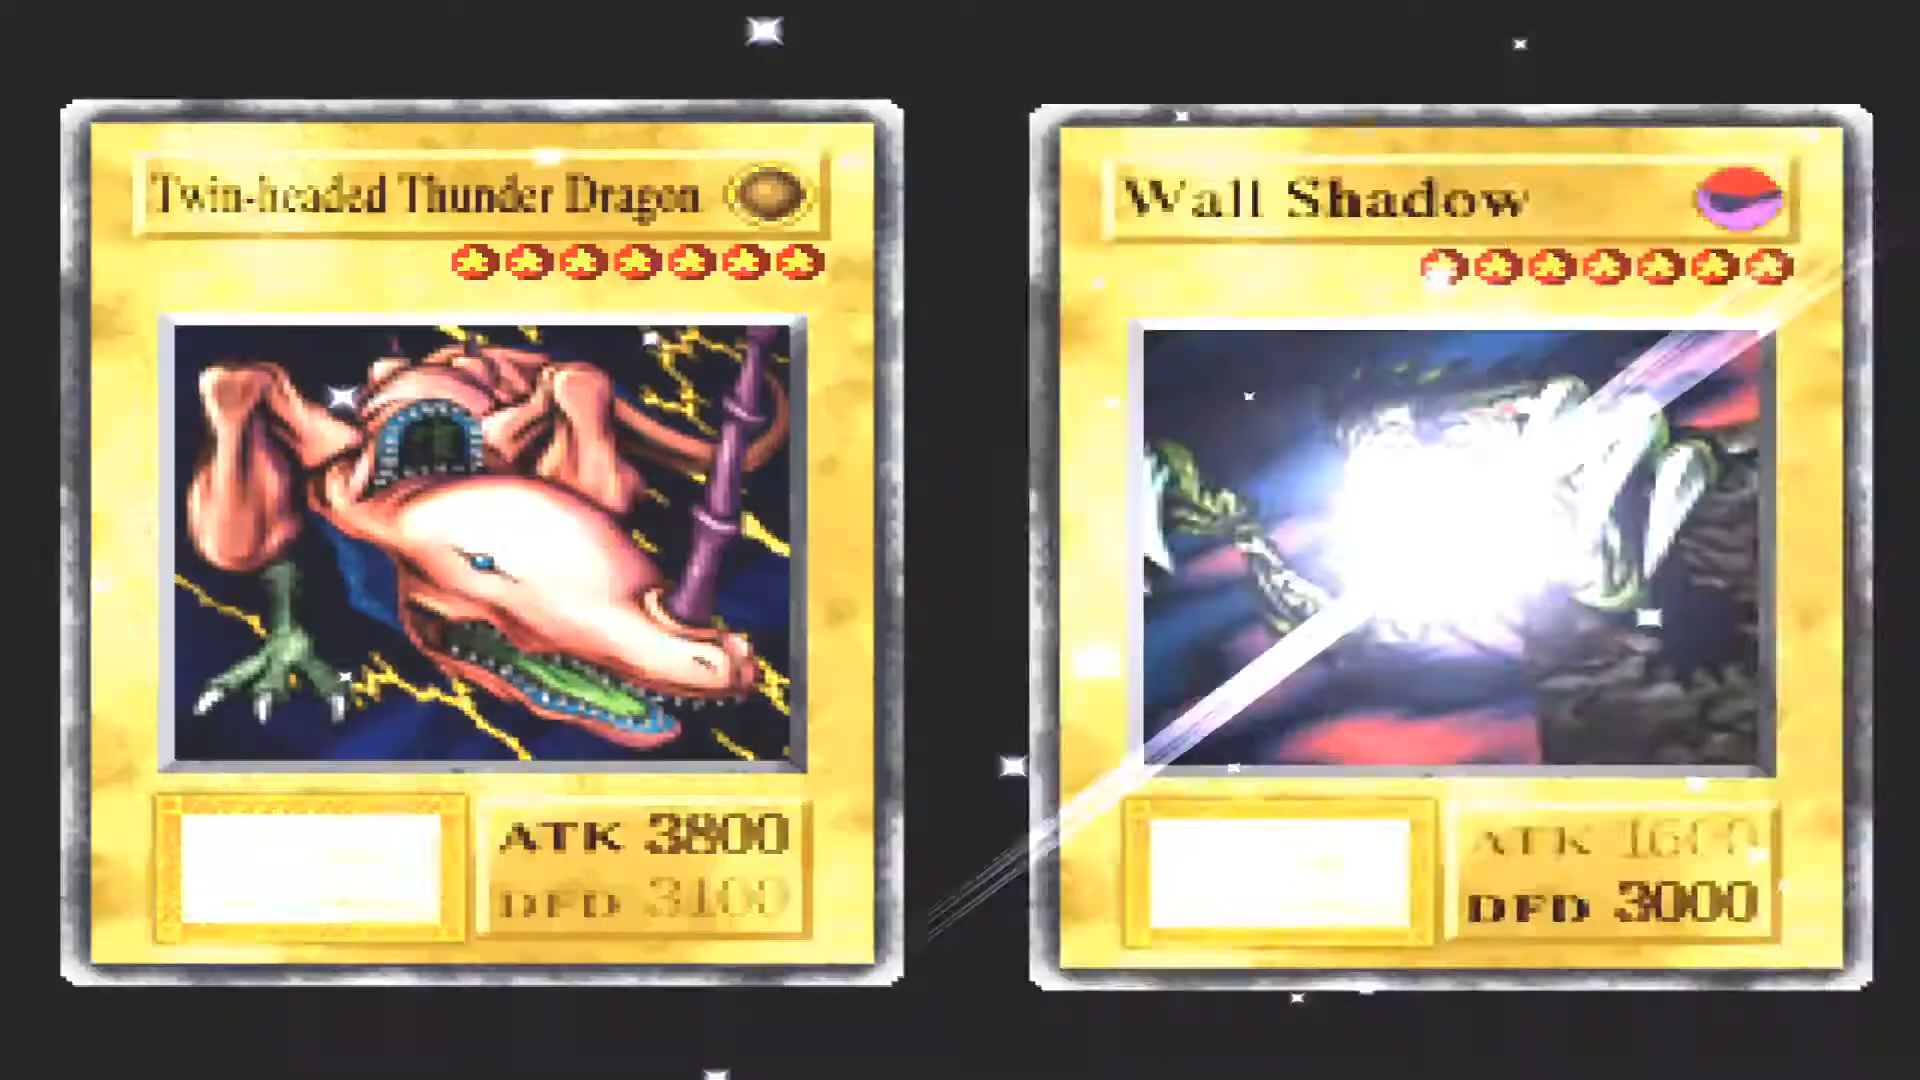 Twin-headed Thunder Dragon
ATK 3800
DFD 3100
Wall Shadow
ATK 1600
DFD 3000